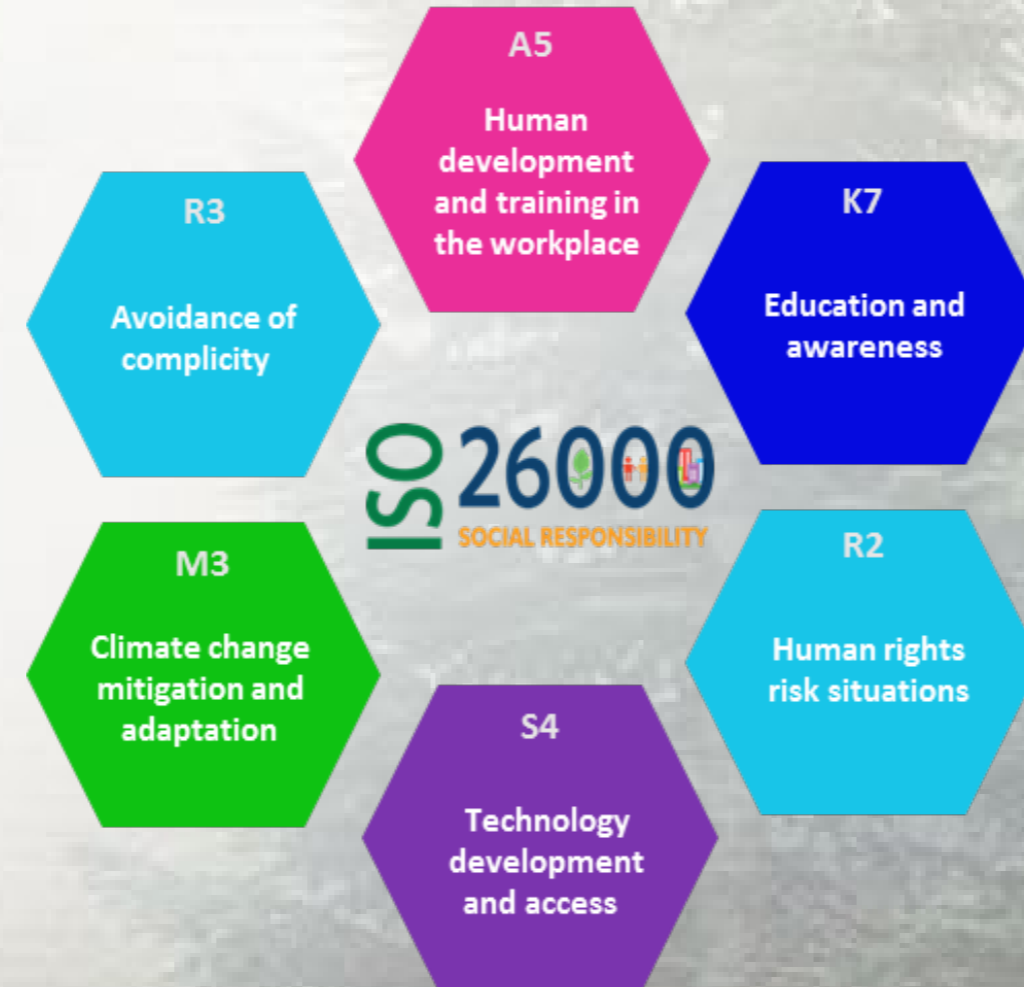 A5
Human
development
and training in
the workplace
R3
Avoidance of
complicity
K7
Education and
awareness
ISO 26000
SOCIAL RESPONSIBILITY
M3
Climate change
mitigation and
adaptation
R2
Human rights
risk situations
S4
Technology
development
and access